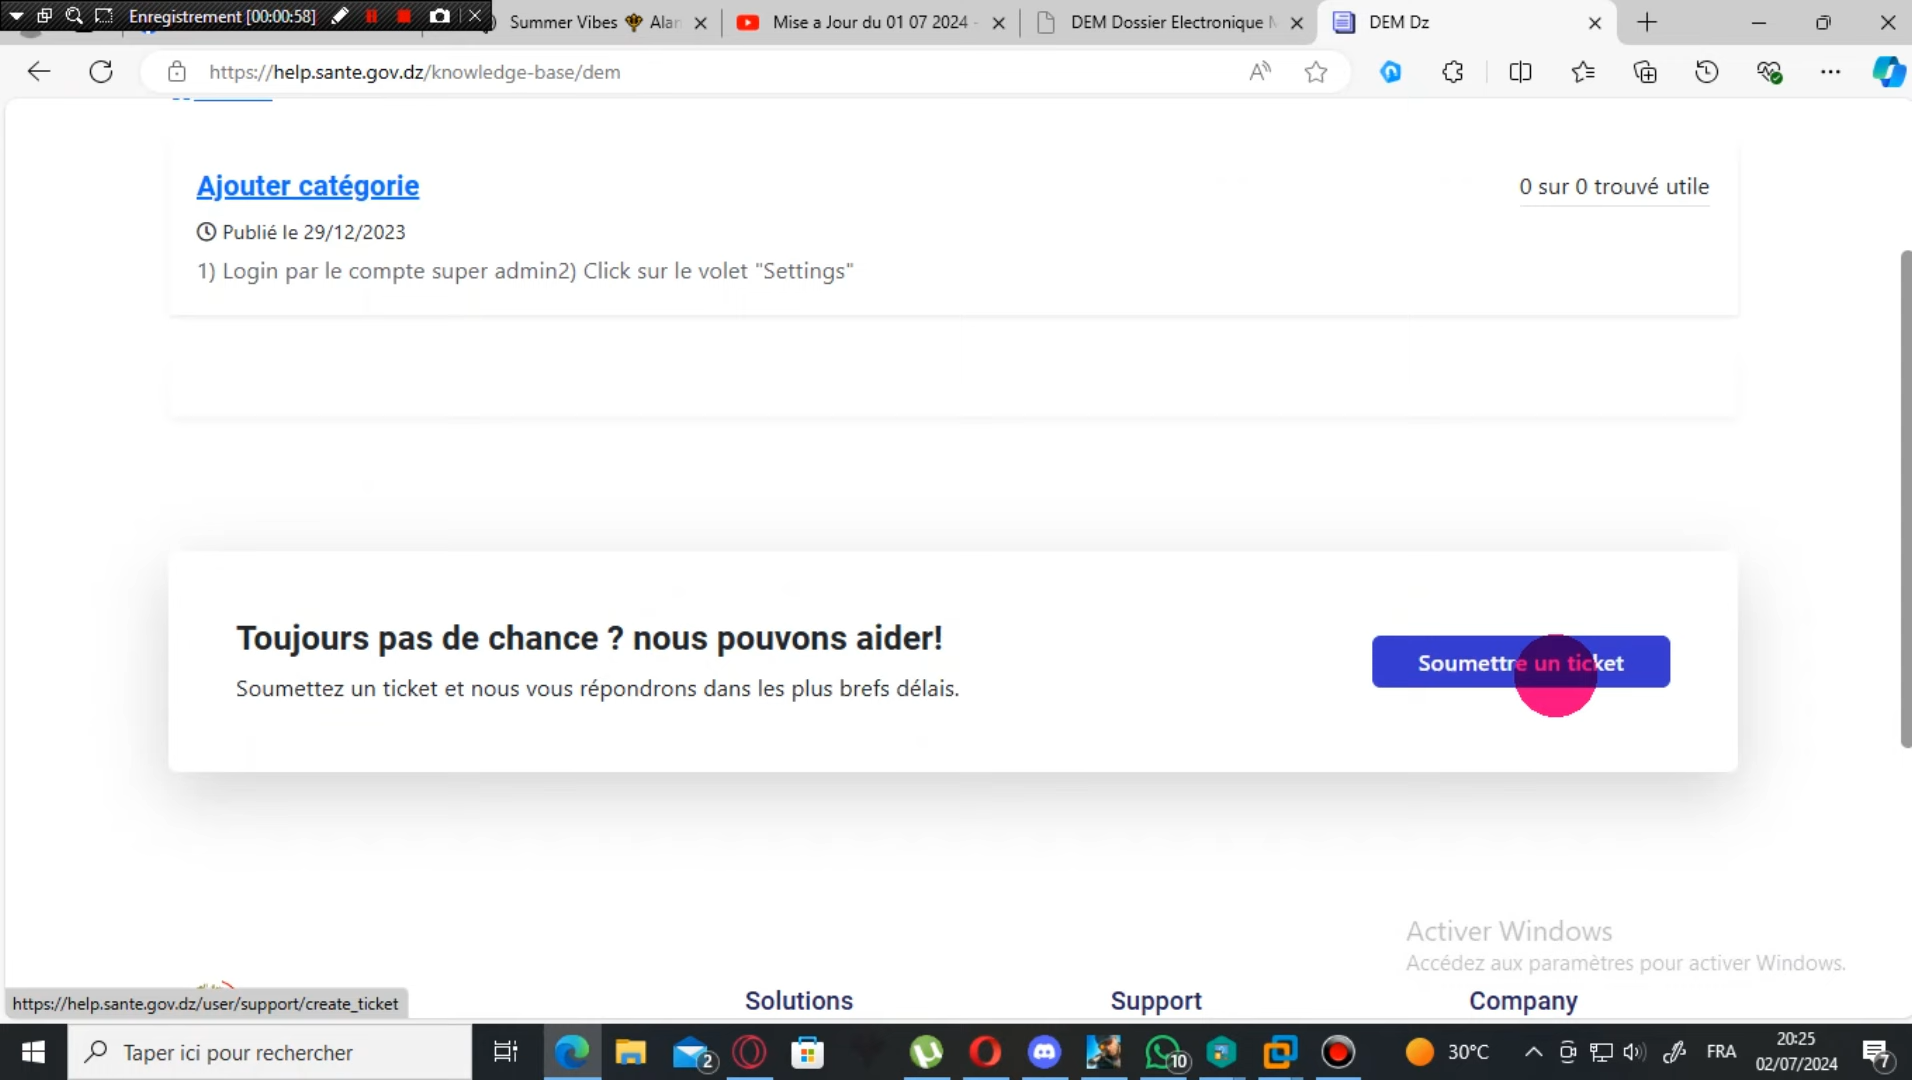 Enregistrement [00:00:58]
Summer Vibes Alan
Mise a Jour du 01 07 2024 -
DEM Dossier Electronique M
DEM Dz
https://help.sante.gov.dz/knowledge-base/dem
Ajouter catégorie
0 sur 0 trouvé utile
Publié le 29/12/2023
1) Login par le compte super admin2) Click sur le volet "Settings"
Toujours pas de chance ? nous pouvons aider!
Soumettez un ticket et nous vous répondrons dans les plus brefs délais.
Soumettre un ticket
Activer Windows
Accédez aux paramètres pour activer Windows.
https://help.sante.gov.dz/user/support/create_ticket
Solutions
Support
Company
Taper ici pour rechercher
2
10
30°C
FRA
20:25
02/07/2024
7